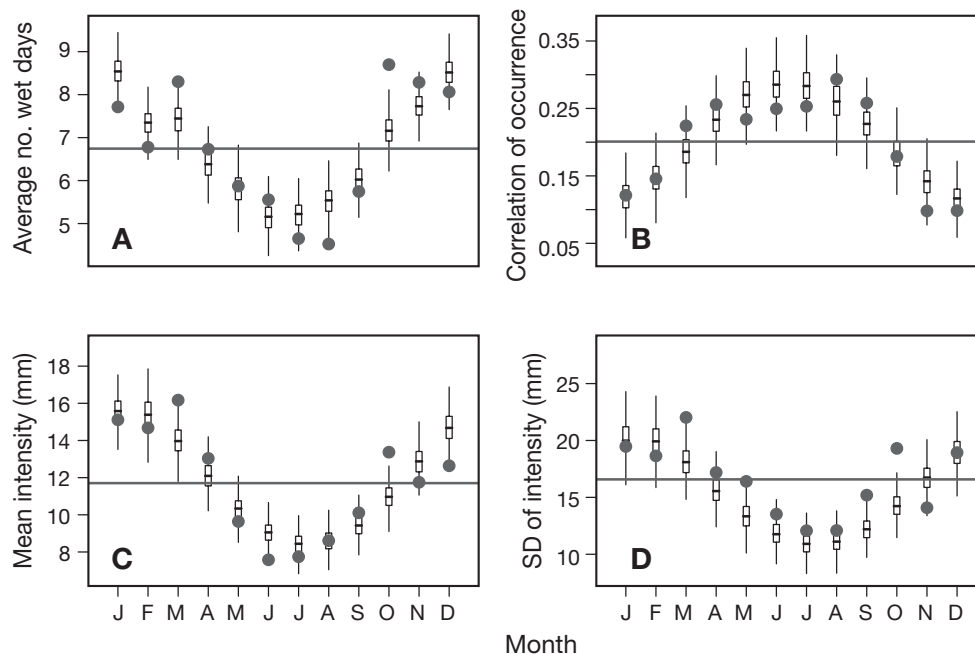 Average no. wet days
9
8
7
6
5
A
Correlation of occurrence
0.35
0.25
0.15
0.05
B
Mean intensity (mm)
18
16
14
12
10
8
C
J F M A M J J A S O N D
SD of intensity (mm)
25
20
15
10
D
J F M A M J J A S O N D
Month